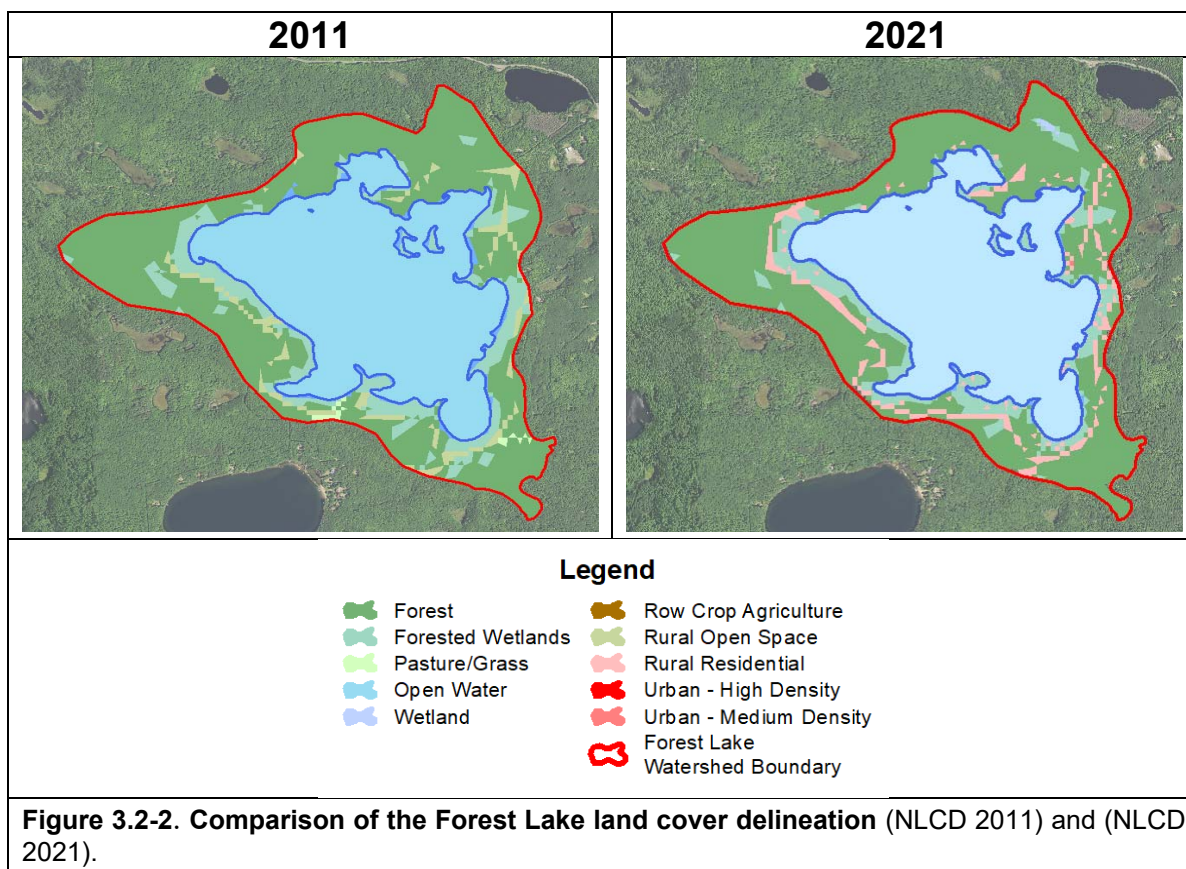 2011
2021
Legend
Forest
Forested Wetlands
Pasture/Grass
Open Water
Wetland
Row Crop Agriculture
Rural Open Space
Rural Residential
Urban - High Density
Urban - Medium Density
Forest Lake
Watershed Boundary
Figure 3.2-2. Comparison of the Forest Lake land cover delineation (NLCD 2011) and (NLCD
2021).